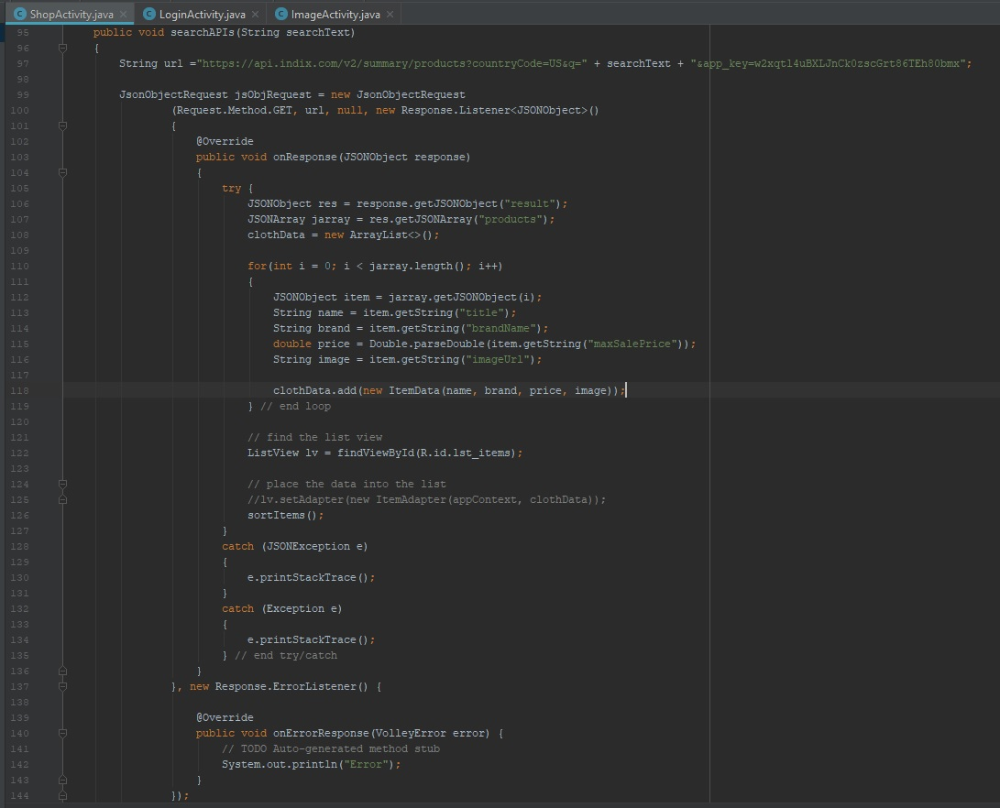 ShopActivity.java LoginActivity.java ImageActivity.java
95 public void searchAPIs(String searchText)
96 {
97 String url ="https://api.indix.com/v2/summary/products?countryCode=US&q=" + searchText + "&app_key=w2xqtl4uBXLJnCk0zscGrt86TEh80bmx";
98
99 JsonObjectRequest jsObjRequest = new JsonObjectRequest
100 (Request.Method.GET, url, null, new Response.Listener<JSONObject>()
101 {
102 @Override
103 public void onResponse(JSONObject response)
104 {
105 try {
106 JSONObject res = response.getJSONObject("result");
107 JSONArray jarray = res.getJSONArray("products");
108 clothData = new ArrayList<>();
109
110 for(int i = 0; i < jarray.length(); i++)
111 {
112 JSONObject item = jarray.getJSONObject(i);
113 String name = item.getString("title");
114 String brand = item.getString("brandName");
115 double price = Double.parseDouble(item.getString("maxSalePrice"));
116 String image = item.getString("imageUrl");
117
118 clothData.add(new ItemData(name, brand, price, image));
119 } // end loop
120
121 // find the list view
122 ListView lv = findViewById(R.id.lst_items);
123
124 // place the data into the list
125 //lv.setAdapter(new ItemAdapter(appContext, clothData));
126 sortItems();
127 }
128 catch (JSONException e)
129 {
130 e.printStackTrace();
131 }
132 catch (Exception e)
133 {
134 e.printStackTrace();
135 } // end try/catch
136 }
137 }, new Response.ErrorListener() {
138
139 @Override
140 public void onErrorResponse(VolleyError error) {
141 // TODO Auto-generated method stub
142 System.out.println("Error");
143 }
144 });